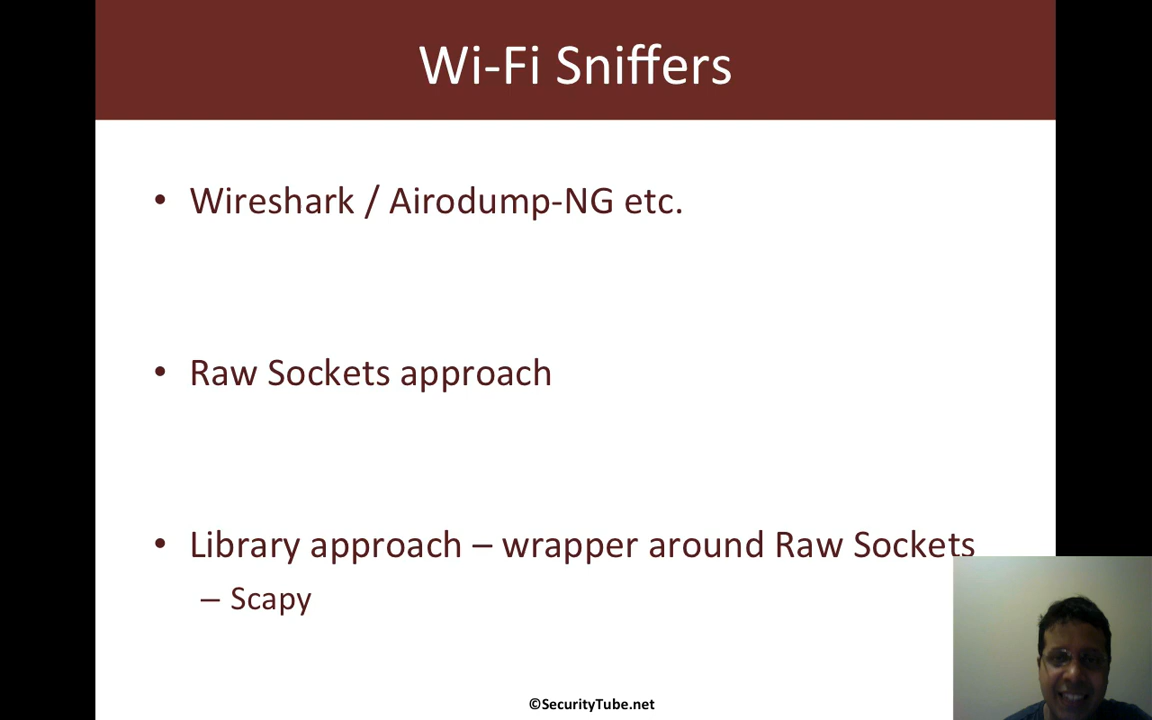 Wi-Fi Sniffers
• Wireshark / Airodump-NG etc.
• Raw Sockets approach
• Library approach – wrapper around Raw Sockets
– Scapy
©SecurityTube.net